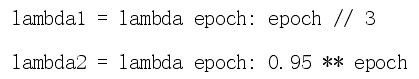 lambda1 = lambda epoch: epoch // 3
lambda2 = lambda epoch: 0.95 ** epoch